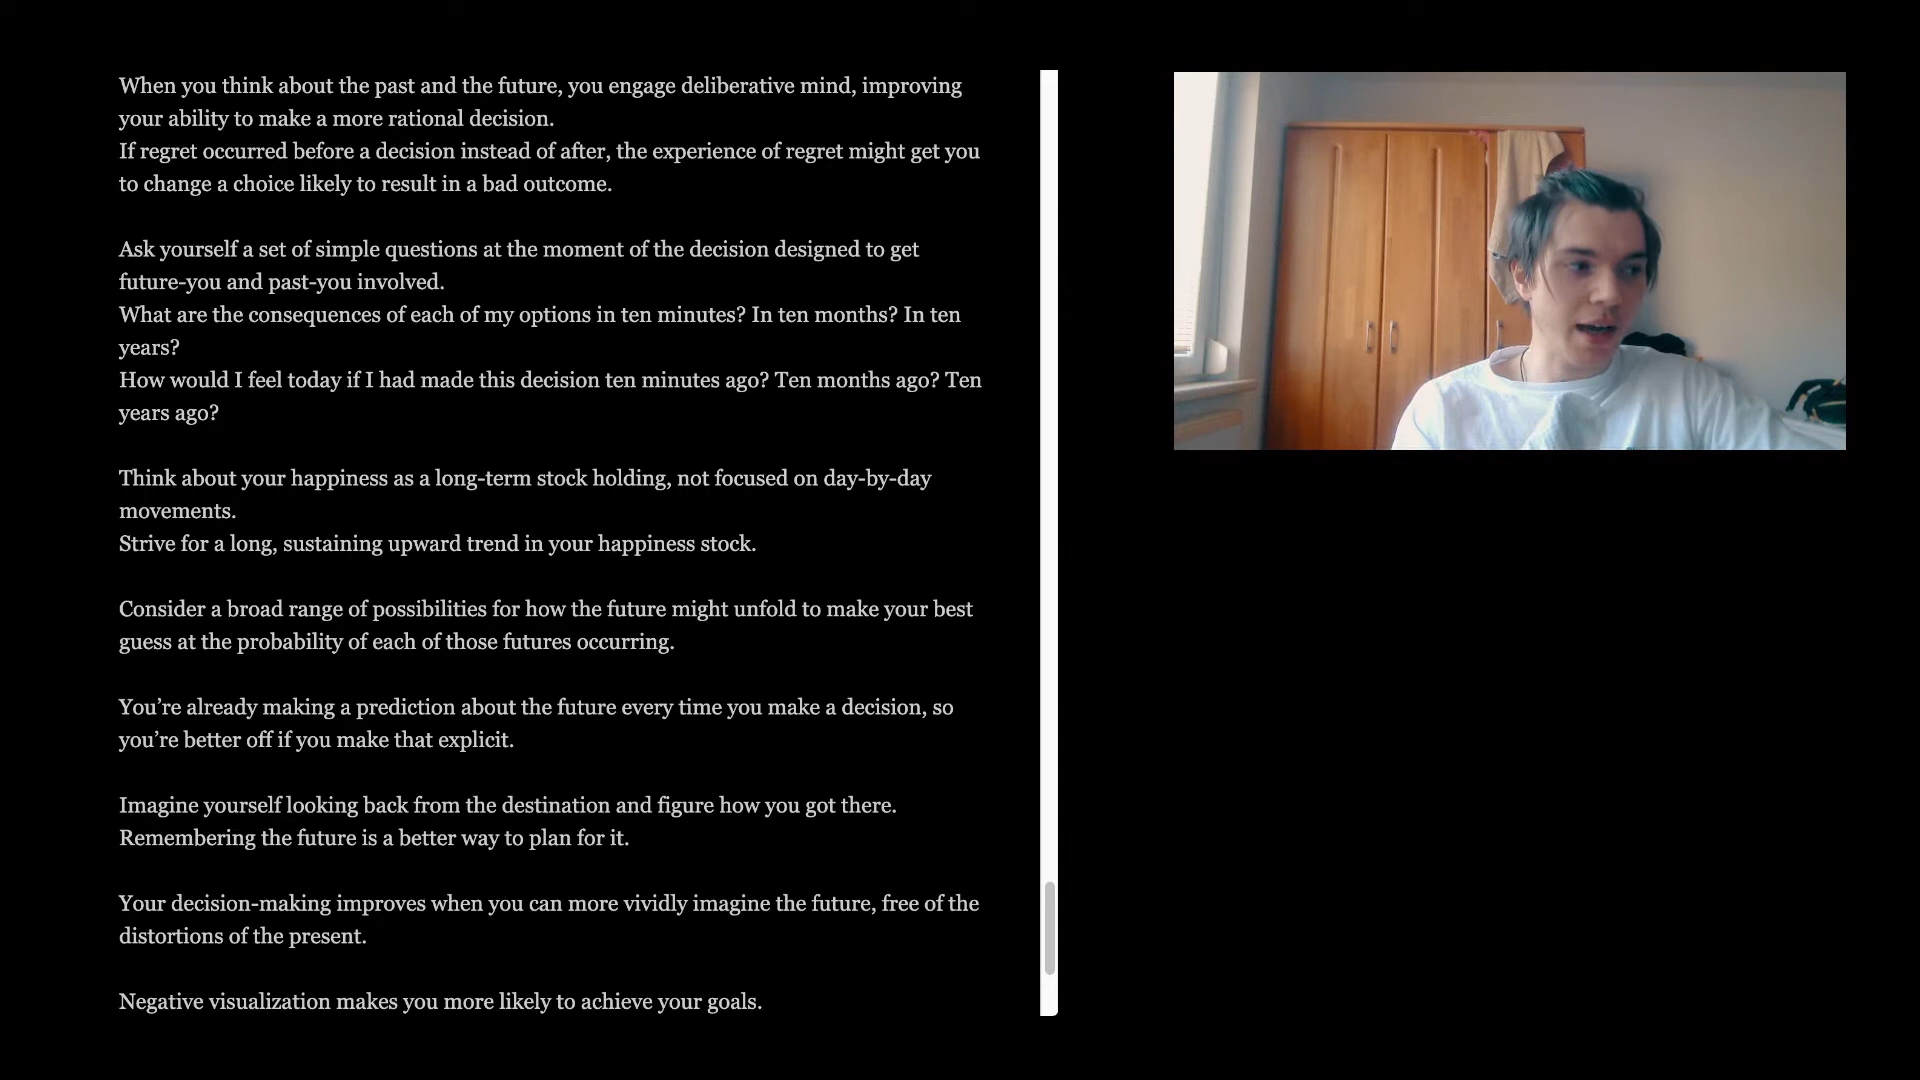 When you think about the past and the future, you engage deliberative mind, improving
your ability to make a more rational decision.
If regret occurred before a decision instead of after, the experience of regret might get you
to change a choice likely to result in a bad outcome.
Ask yourself a set of simple questions at the moment of the decision designed to get
future-you and past-you involved.
What are the consequences of each of my options in ten minutes? In ten months? In ten
years?
How would I feel today if I had made this decision ten minutes ago? Ten months ago? Ten
years ago?
Think about your happiness as a long-term stock holding, not focused on day-by-day
movements.
Strive for a long, sustaining upward trend in your happiness stock.
Consider a broad range of possibilities for how the future might unfold to make your best
guess at the probability of each of those futures occurring.
You’re already making a prediction about the future every time you make a decision, so
you’re better off if you make that explicit.
Imagine yourself looking back from the destination and figure how you got there.
Remembering the future is a better way to plan for it.
Your decision-making improves when you can more vividly imagine the future, free of the
distortions of the present.
Negative visualization makes you more likely to achieve your goals.